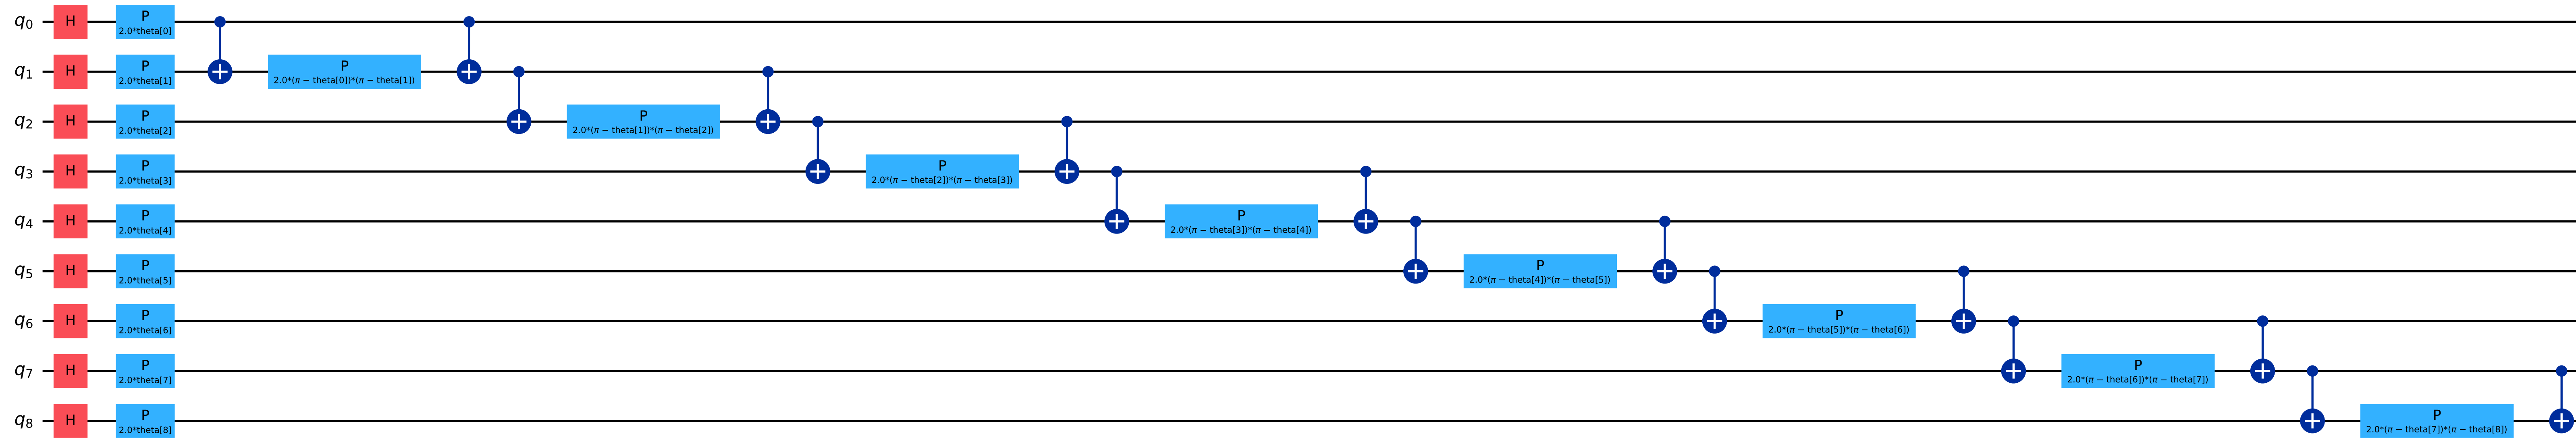 q0 H P 2.0*theta[0]
q1 H P 2.0*theta[1] P 2.0*(π − theta[0])*(π − theta[1])
q2 H P 2.0*theta[2] P 2.0*(π − theta[1])*(π − theta[2])
q3 H P 2.0*theta[3] P 2.0*(π − theta[2])*(π − theta[3])
q4 H P 2.0*theta[4] P 2.0*(π − theta[3])*(π − theta[4])
q5 H P 2.0*theta[5] P 2.0*(π − theta[4])*(π − theta[5])
q6 H P 2.0*theta[6] P 2.0*(π − theta[5])*(π − theta[6])
q7 H P 2.0*theta[7] P 2.0*(π − theta[6])*(π − theta[7])
q8 H P 2.0*theta[8] P 2.0*(π − theta[7])*(π − theta[8])